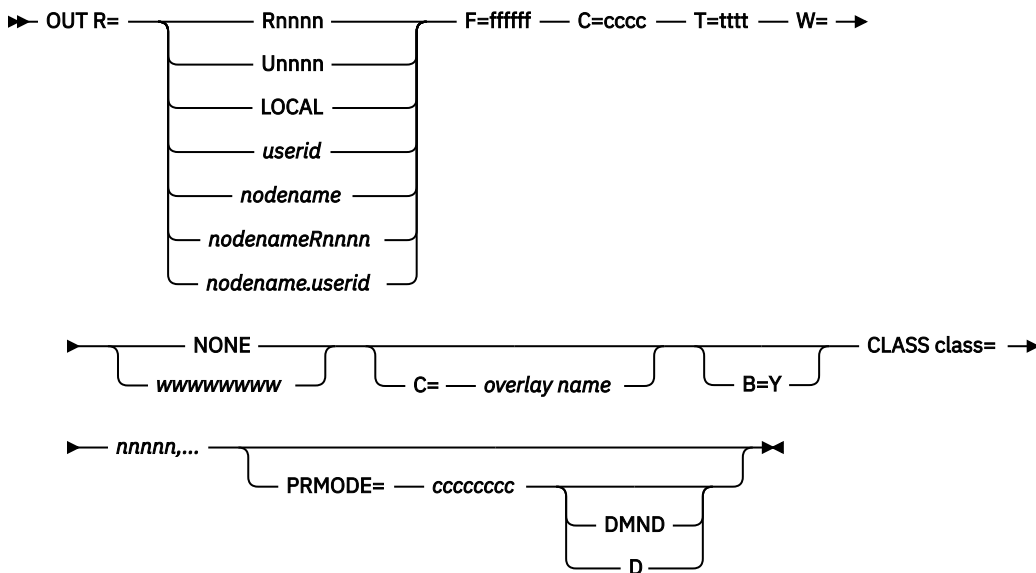 OUT R= Rnnnn F=ffffff C=cccc T=tttt W=
Unnnn
LOCAL
userid
nodename
nodenameRnnnn
nodename.userid
NONE CLASS class=
wwwwwwww C= overlay name B=Y
nnnnn,...
PRMODE= cccccccc
DMND
D